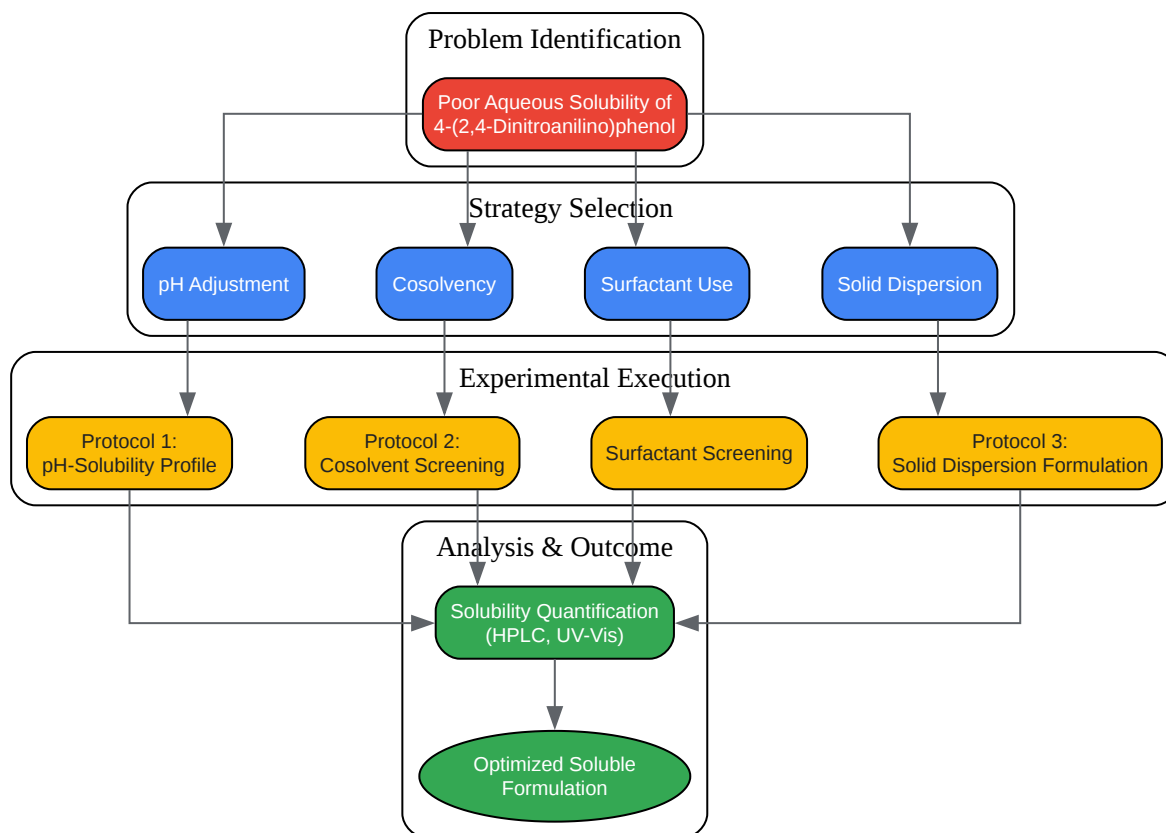 Problem Identification
Poor Aqueous Solubility of
4-(2,4-Dinitroanilino)phenol
Strategy Selection
pH Adjustment
Cosolvency
Surfactant Use
Solid Dispersion
Experimental Execution
Protocol 1:
pH-Solubility Profile
Protocol 2:
Cosolvent Screening
Surfactant Screening
Protocol 3:
Solid Dispersion Formulation
Analysis & Outcome
Solubility Quantification
(HPLC, UV-Vis)
Optimized Soluble
Formulation